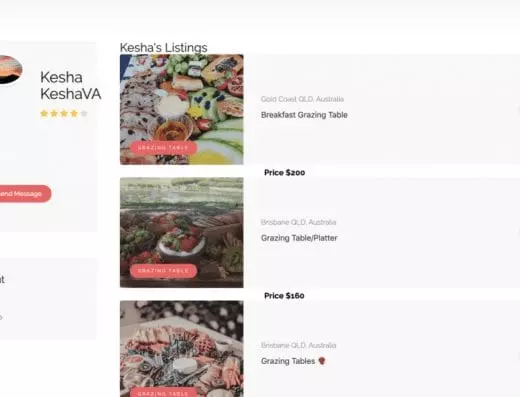 Kesha's Listings
Kesha
KeshaVA
end Message
Gold Coast QLD, Australia
Breakfast Grazing Table
GRAZING TABLE
Price $200
Brisbane QLD, Australia
Grazing Table/Platter
GRAZING TABLE
Price $160
Brisbane QLD, Australia
Grazing Tables
GRAZING TABLE